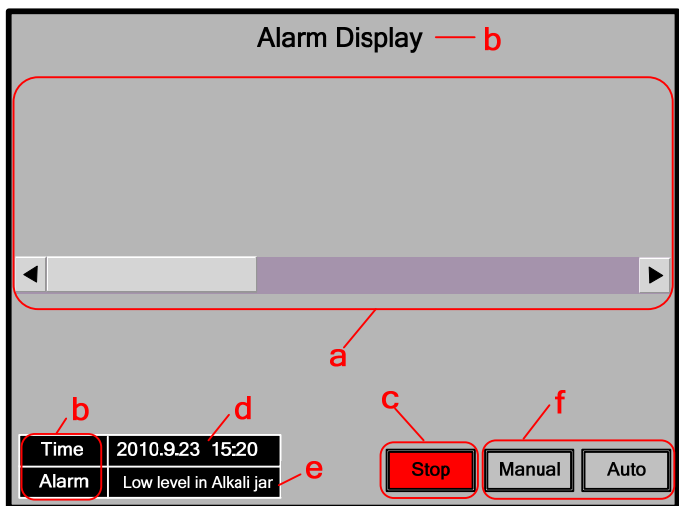 Alarm Display b
a
b d c f
Time 2010.9.23 15:20
Alarm Low level in Alkali jar e
Stop Manual Auto